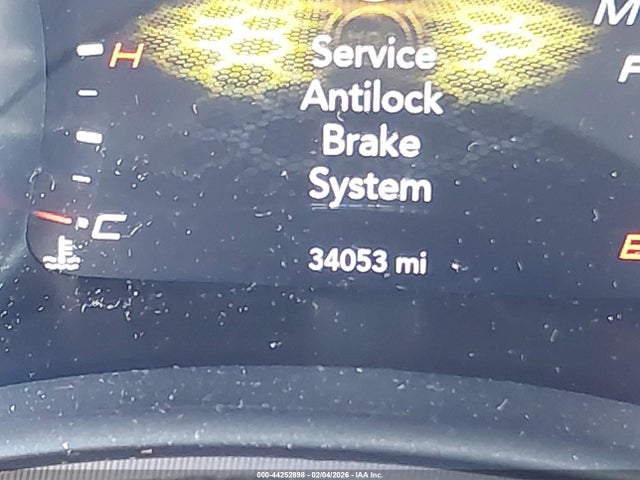 H
Service
Antilock
Brake
System
C
34053 mi
E
000-44252898 - 02/04/2026 - IAA Inc.